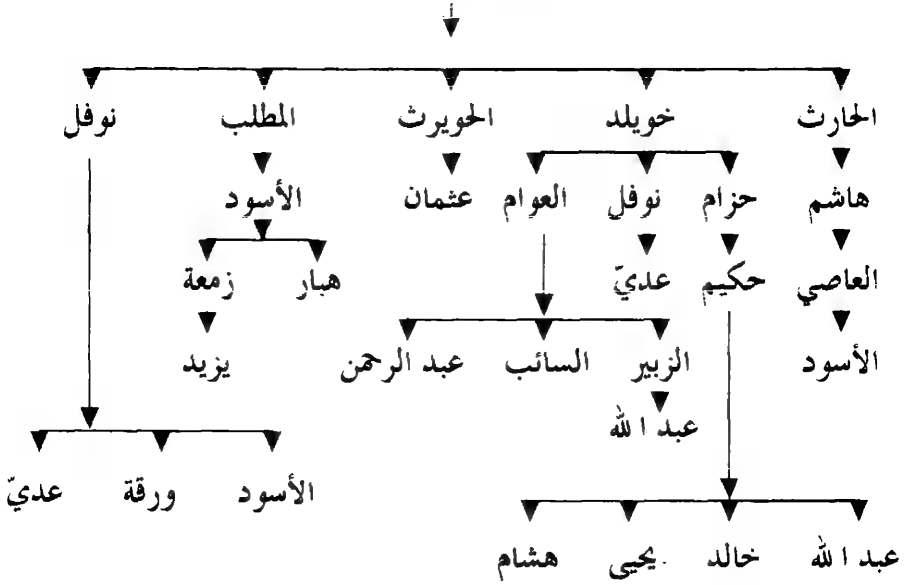 الحارث خويلد الحويرث المطلب نوفل
هاشم حزام نوفل العوام عثمان الأسود
العاصي حكيم عديّ هبار زمعة
الأسود الزبير السائب عبد الرحمن يزيد
عبد الله
الأسود ورقة عديّ
عبد الله خالد يحيى هشام